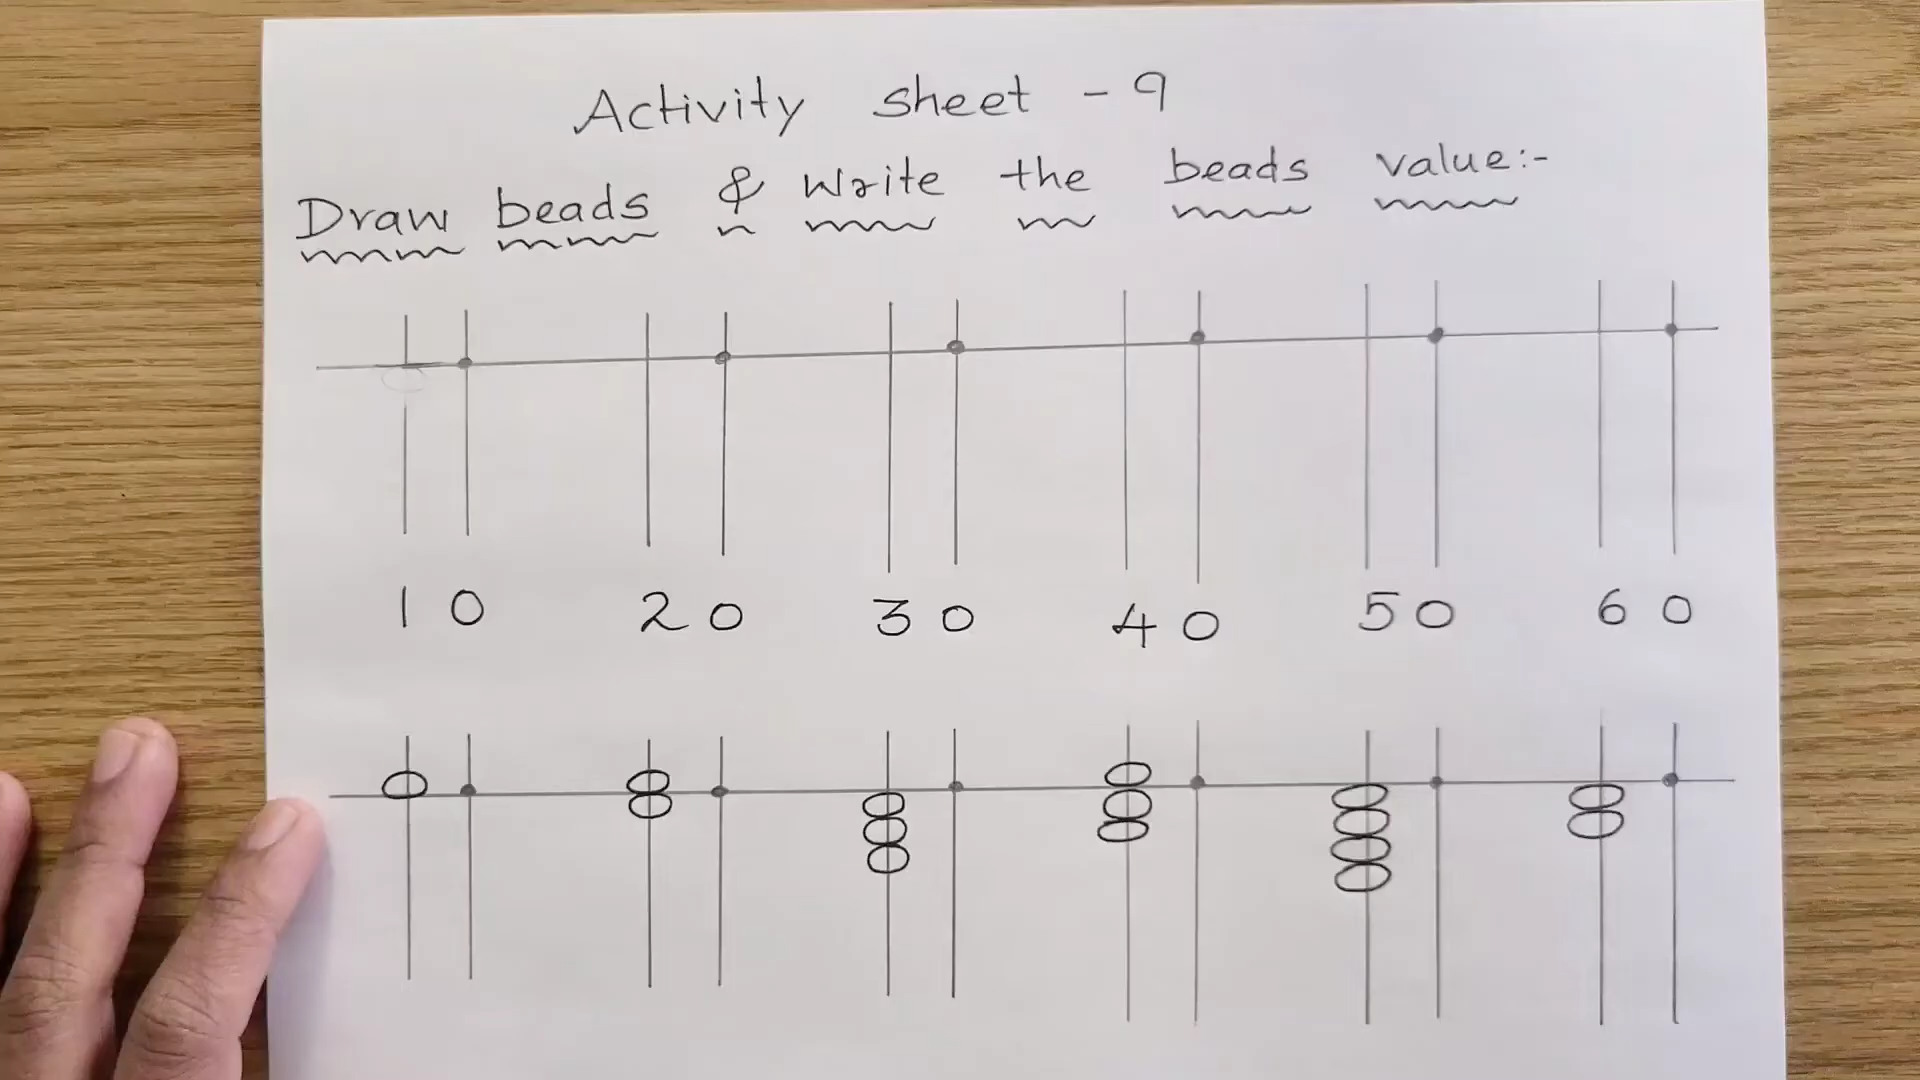 Activity sheet - 9
Draw beads & Write the beads value:-
10 20 30 40 50 60